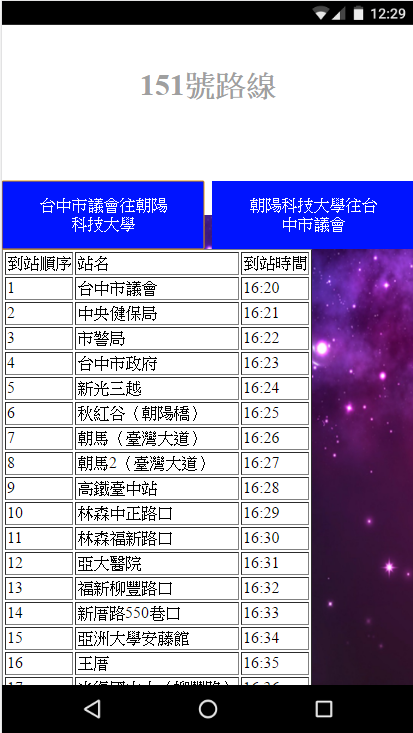 12:29
151號路線
台中市議會往朝陽
科技大學
朝陽科技大學往台
中市議會
到站順序 站名 到站時間
1 台中市議會 16:20
2 中央健保局 16:21
3 市警局 16:22
4 台中市政府 16:23
5 新光三越 16:24
6 秋紅谷（朝陽橋） 16:25
7 朝馬（臺灣大道） 16:26
8 朝馬2（臺灣大道） 16:27
9 高鐵臺中站 16:28
10 林森中正路口 16:29
11 林森福新路口 16:30
12 亞大醫院 16:31
13 福新柳豐路口 16:32
14 新厝路550巷口 16:33
15 亞洲大學安藤館 16:34
16 王厝 16:35